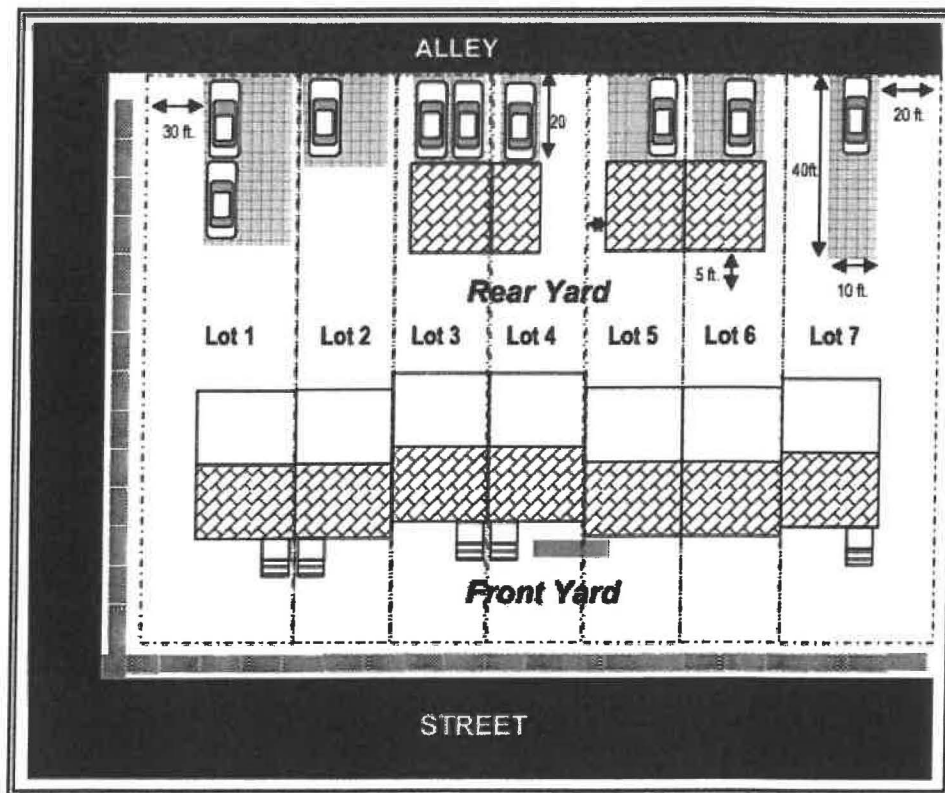 ALLEY
30 ft.
20
40ft.
20 ft.
5 ft.
10 ft.
Rear Yard
Lot 1
Lot 2
Lot 3
Lot 4
Lot 5
Lot 6
Lot 7
Front Yard
STREET